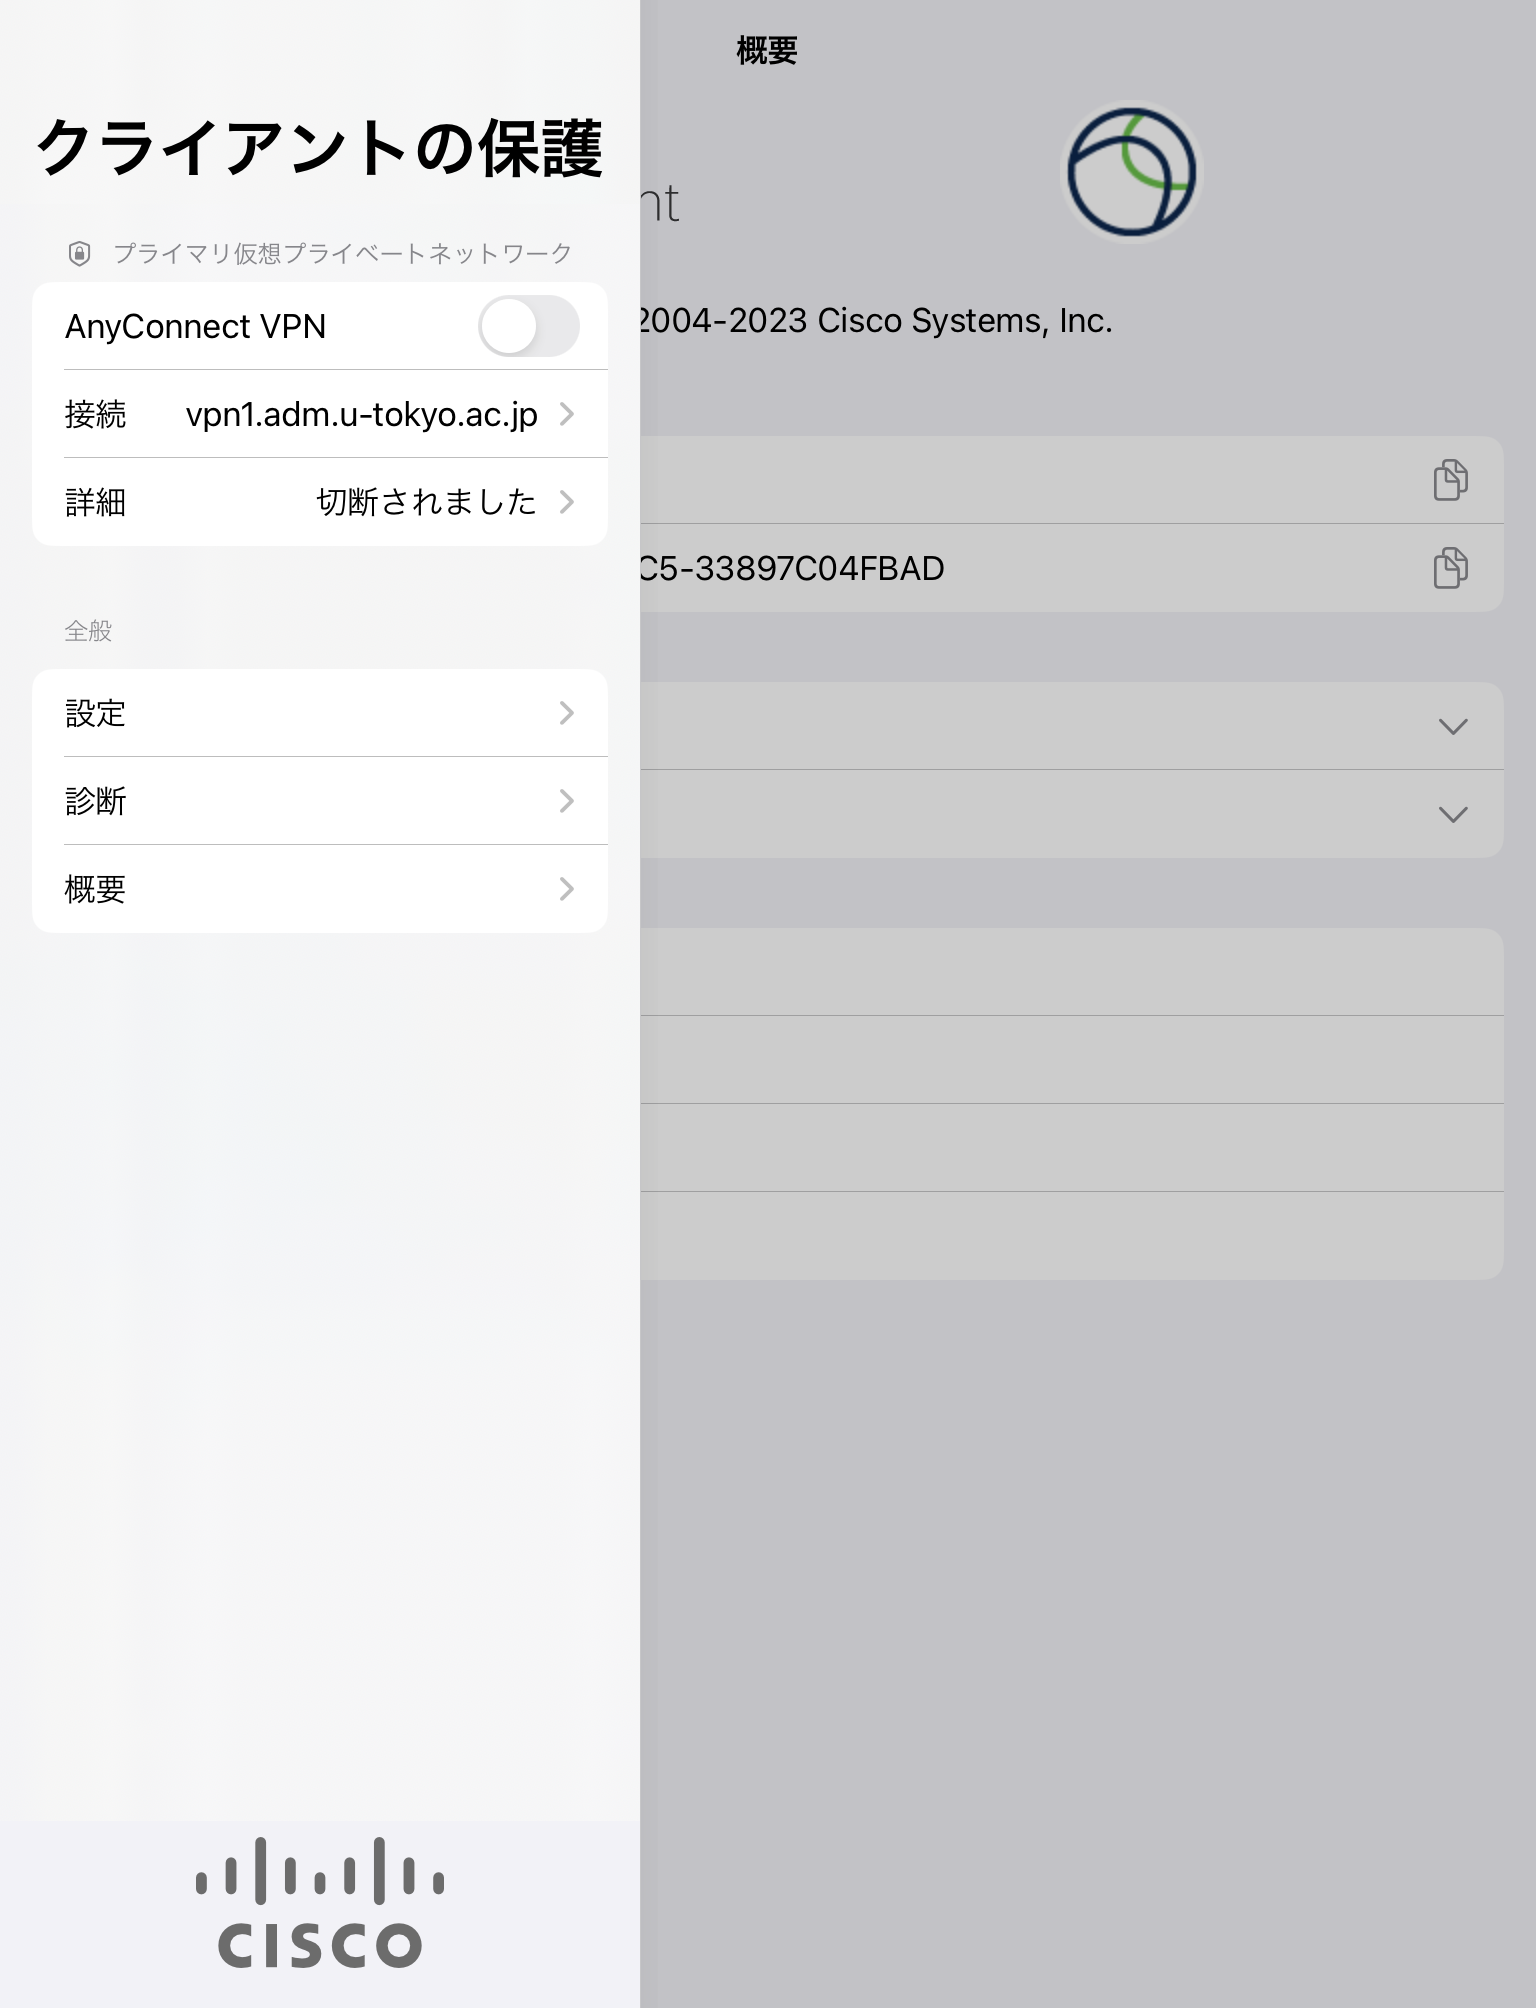 概要
クライアントの保護
nt
プライマリ仮想プライベートネットワーク
AnyConnect VPN
2004-2023 Cisco Systems, Inc.
接続 vpn1.adm.u-tokyo.ac.jp
詳細 切断されました
C5-33897C04FBAD
全般
設定
診断
概要
CISCO